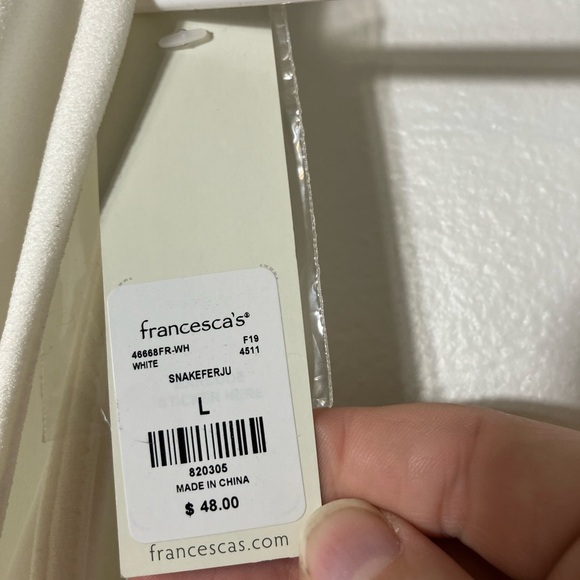 francesca's®
46668FR-WH F19
WHITE 4511
SNAKEFERJU
L
820305
MADE IN CHINA
$ 48.00
francescas.com